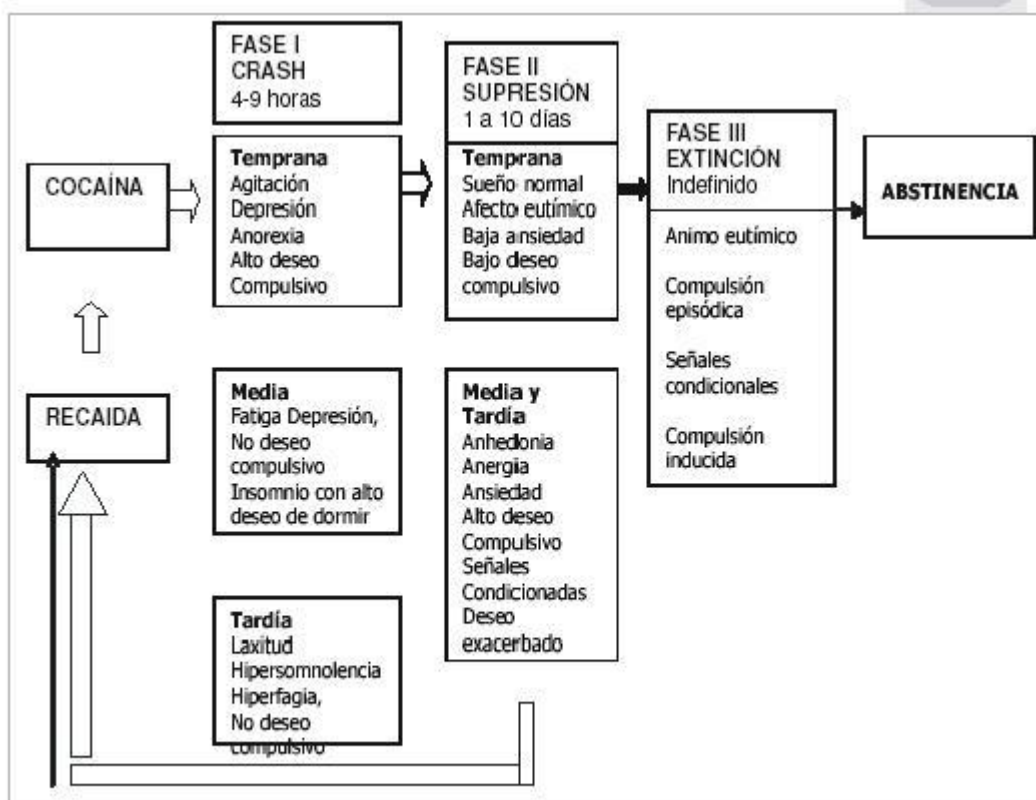 COCAÍNA
RECAIDA
FASE I
CRASH
4-9 horas
Temprana
Agitación
Depresión
Anorexia
Alto deseo
Compulsivo
Media
Fatiga Depresión,
No deseo
compulsivo
Insomnio con alto
deseo de dormir
Tardía
Laxitud
Hipersomnolencia
Hiperfagia,
No deseo
compulsivo
FASE II
SUPRESIÓN
1 a 10 días
Temprana
Sueño normal
Afecto eutímico
Baja ansiedad
Bajo deseo
compulsivo
Media y
Tardía
Anhedonia
Anergia
Ansiedad
Alto deseo
Compulsivo
Señales
Condicionadas
Deseo
exacerbado
FASE III
EXTINCIÓN
Indefinido
Animo eutímico
Compulsión
episódica
Señales
condicionales
Compulsión
inducida
ABSTINENCIA